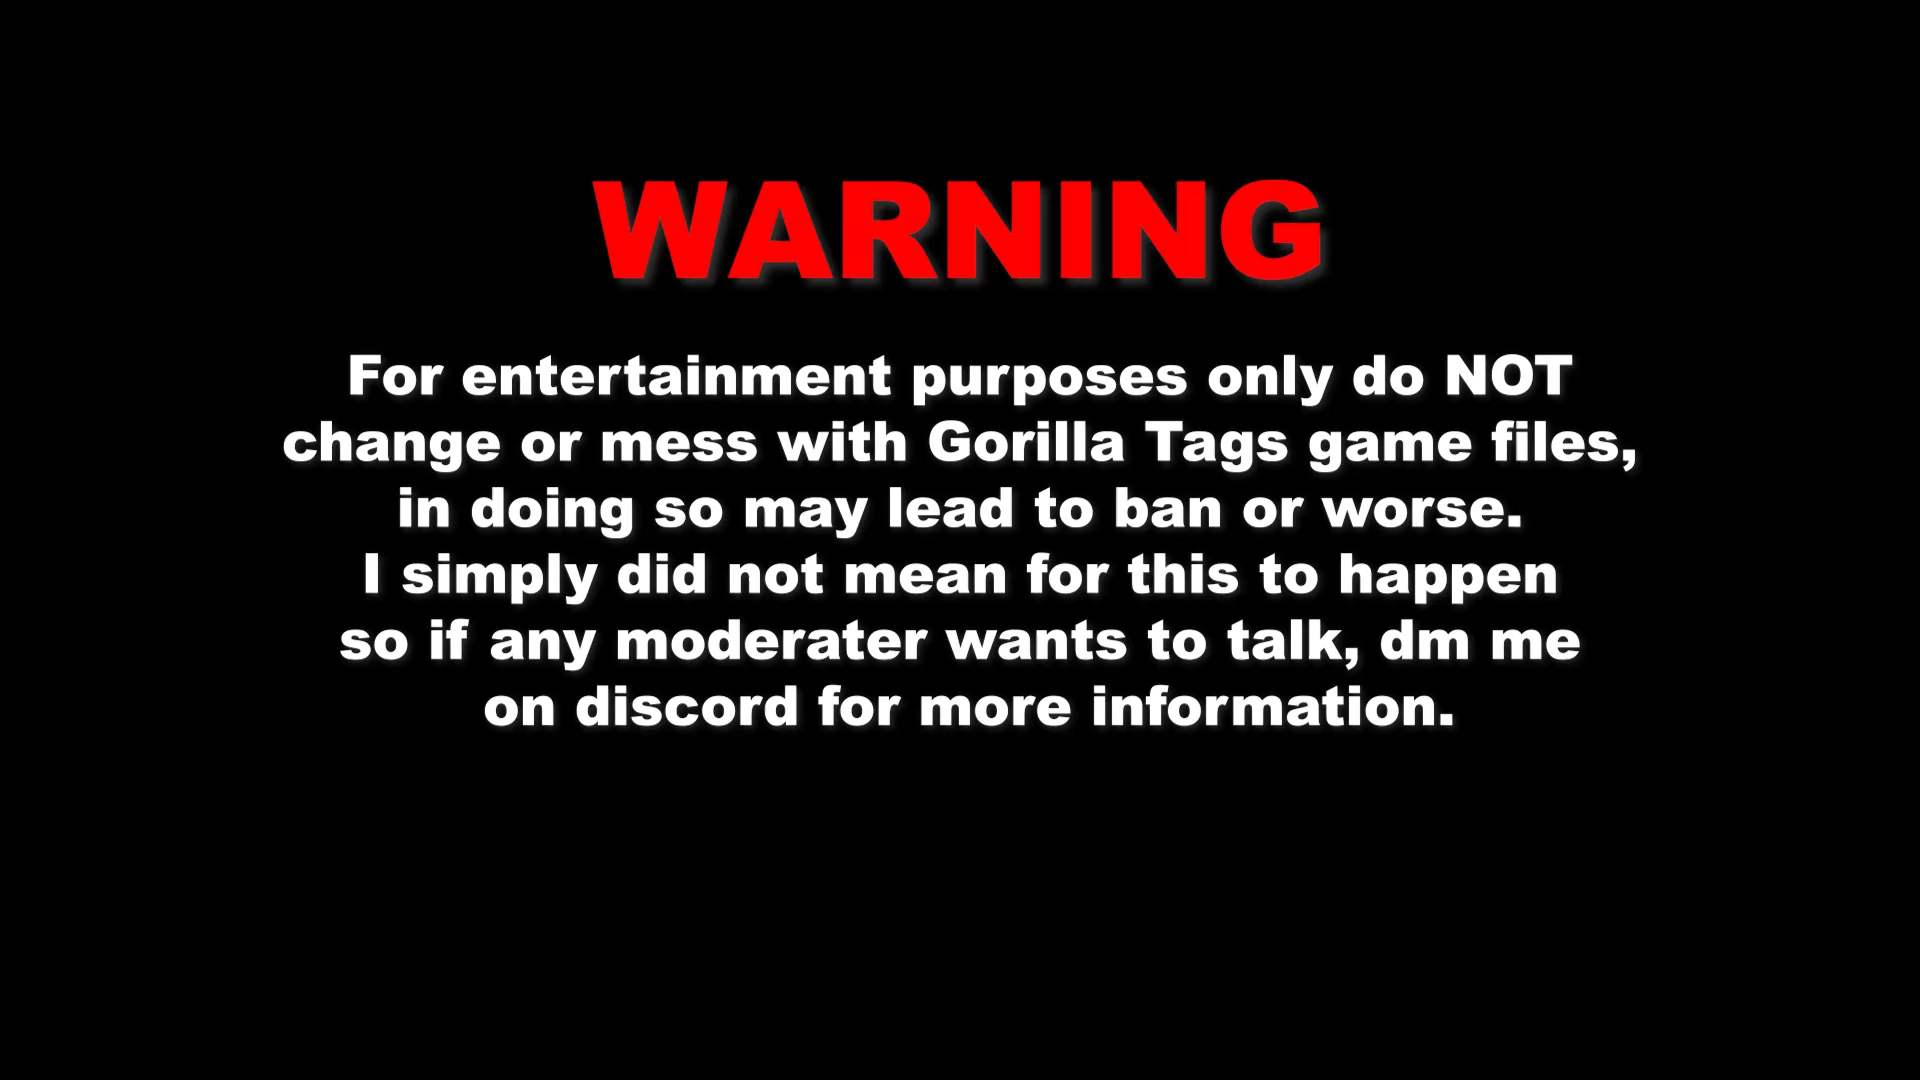 WARNING
For entertainment purposes only do NOT
change or mess with Gorilla Tags game files,
in doing so may lead to ban or worse.
I simply did not mean for this to happen
so if any moderater wants to talk, dm me
on discord for more information.